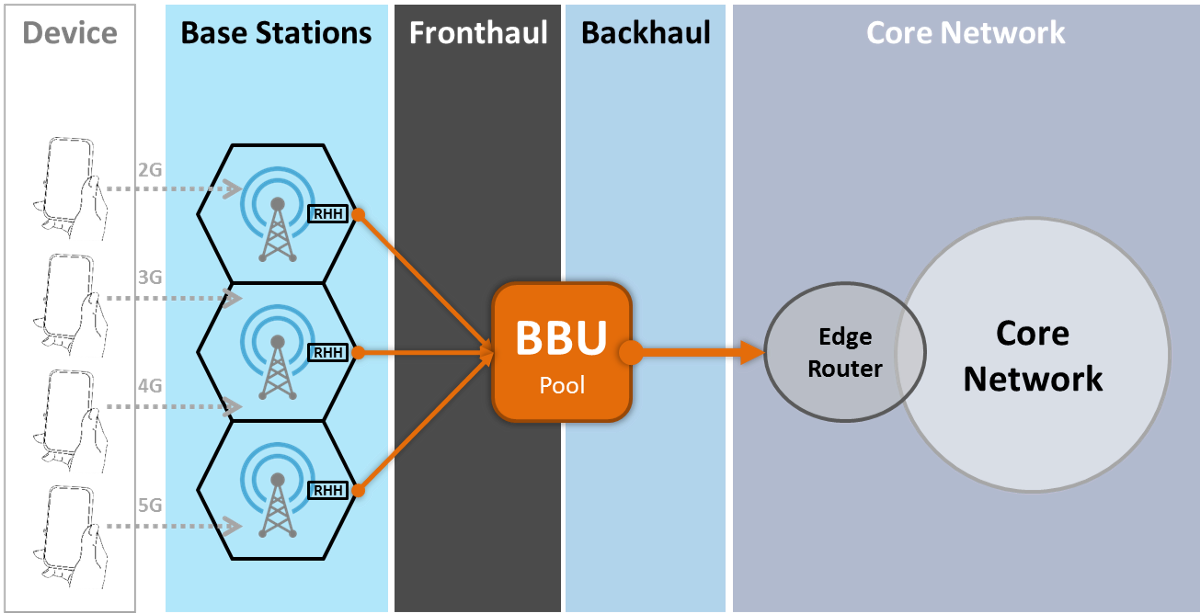 Device
Base Stations
Fronthaul
Backhaul
Core Network
2G
3G
4G
5G
RHH
RHH
RHH
BBU
Pool
Edge
Router
Core
Network